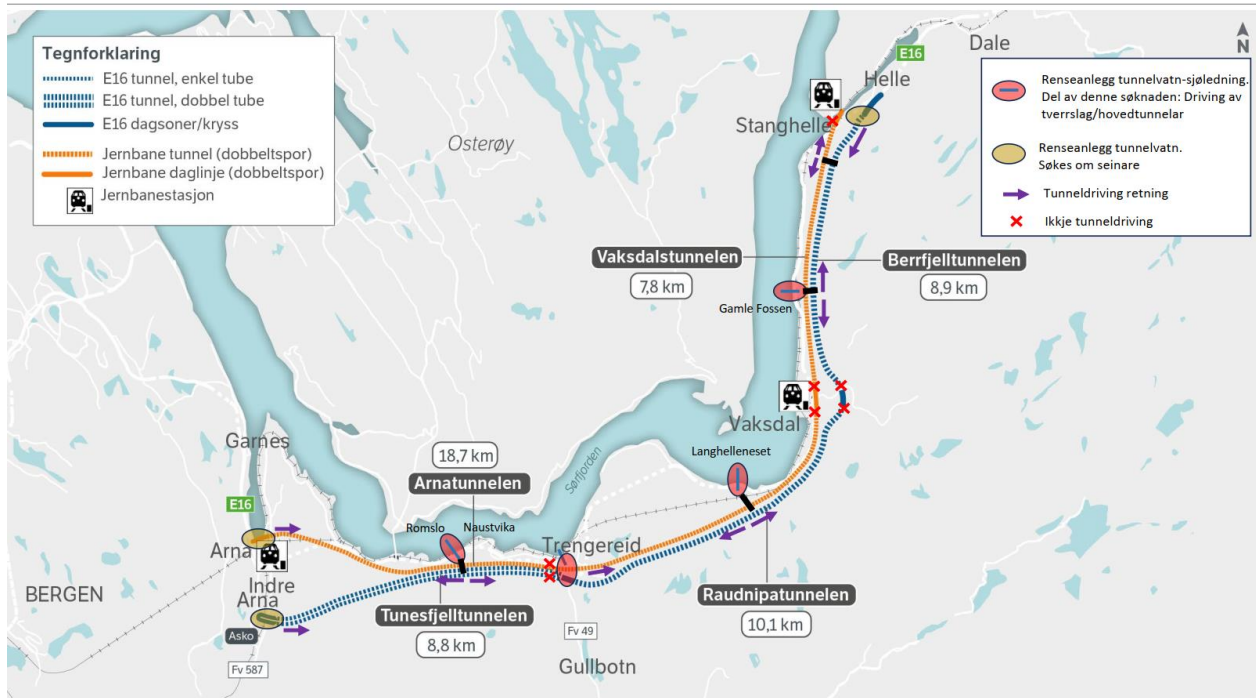 Tegnforklaring
E16 tunnel, enkel tube
E16 tunnel, dobbel tube
E16 dagsoner/kryss
Jernbane tunnel (dobbeltspor)
Jernbane daglinje (dobbeltspor)
Jernbanestasjon
Renseanlegg tunnelvatn-sjøledning.
Del av denne søknaden: Driving av
tverrslag/hovedtunnelar
Renseanlegg tunnelvatn.
Søkes om seinare
Tunneldriving retning
Ikkje tunneldriving
N
Dale
E16
Helle
Stanghelle
Osterøy
Vaksdalstunnelen
7,8 km
Berrfjelltunnelen
8,9 km
Gamle Fossen
Vaksdal
Langhelleneset
Garnes
18,7 km
Arnatunnelen
Sørfjorden
E16
Romslo
Naustvika
Trengereid
Arna
Indre
Arna
BERGEN
Asko
Fv 587
Tunesfjelltunnelen
8,8 km
Fv 49
Gullbotn
Raudnipatunnelen
10,1 km